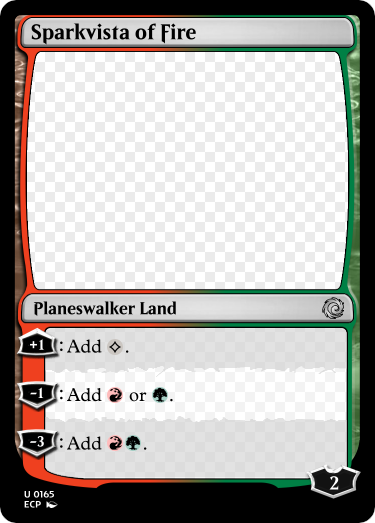 Sparkvista of Fire
Planeswalker Land
+1: Add .
-1: Add or .
-3: Add .
2
U 0165
ECP